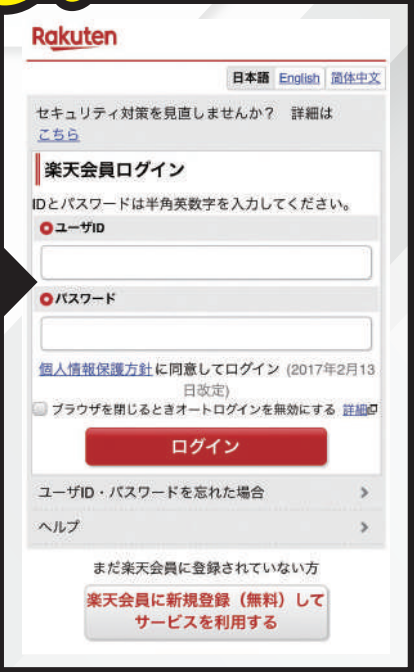 Rakuten
日本語 English 简体中文
セキュリティ対策を見直しませんか？ 詳細は
こちら
楽天会員ログイン
IDとパスワードは半角英数字を入力してください。
ユーザID
パスワード
個人情報保護方針に同意してログイン (2017年2月13
日改定)
ブラウザを閉じるときオートログインを無効にする 詳細
ログイン
ユーザID・パスワードを忘れた場合
ヘルプ
まだ楽天会員に登録されていない方
楽天会員に新規登録（無料）して
サービスを利用する